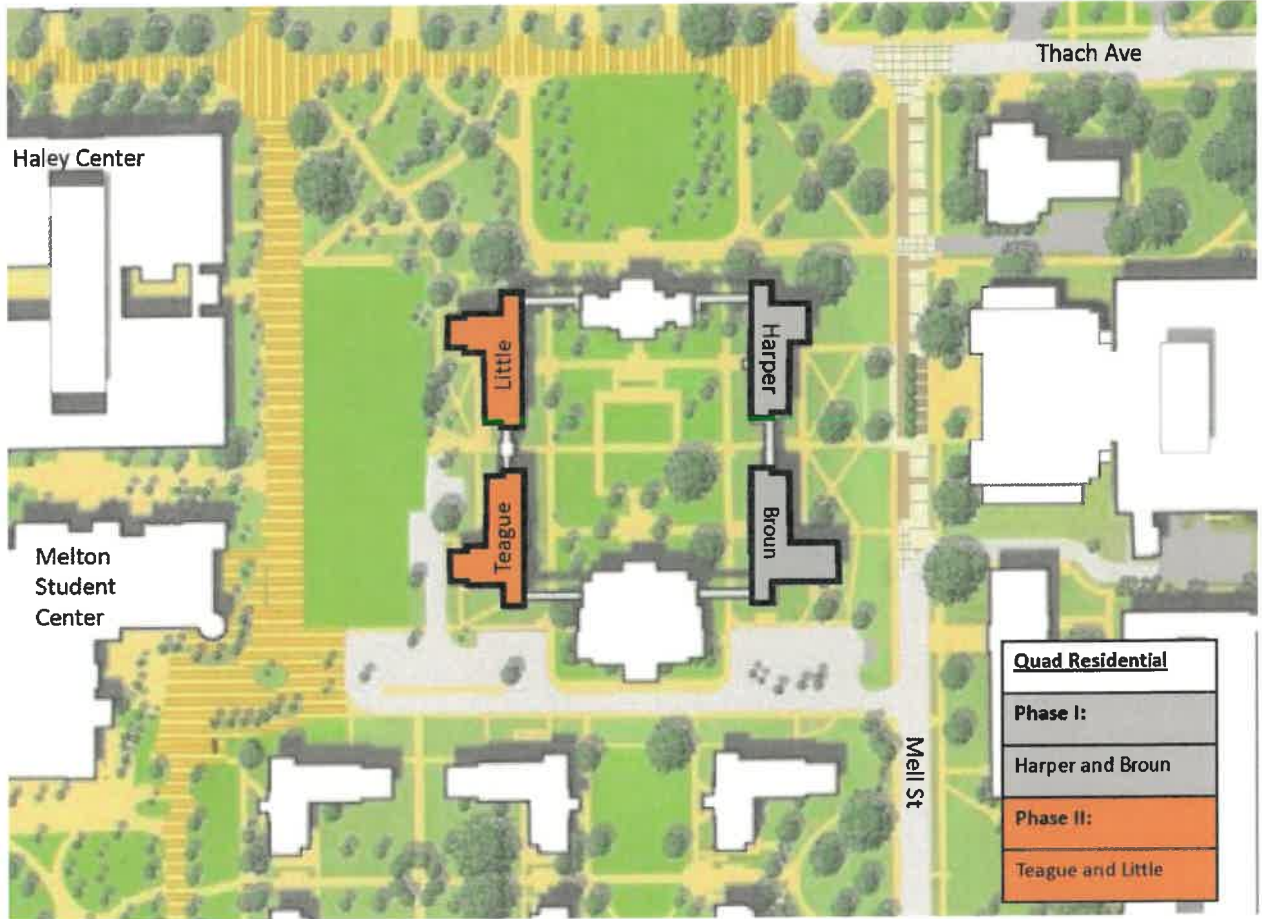 Thach Ave
Haley Center
Little
Harper
Teague
Broun
Melton
Student
Center
Mell St
Quad Residential
Phase I:
Harper and Broun
Phase II:
Teague and Little